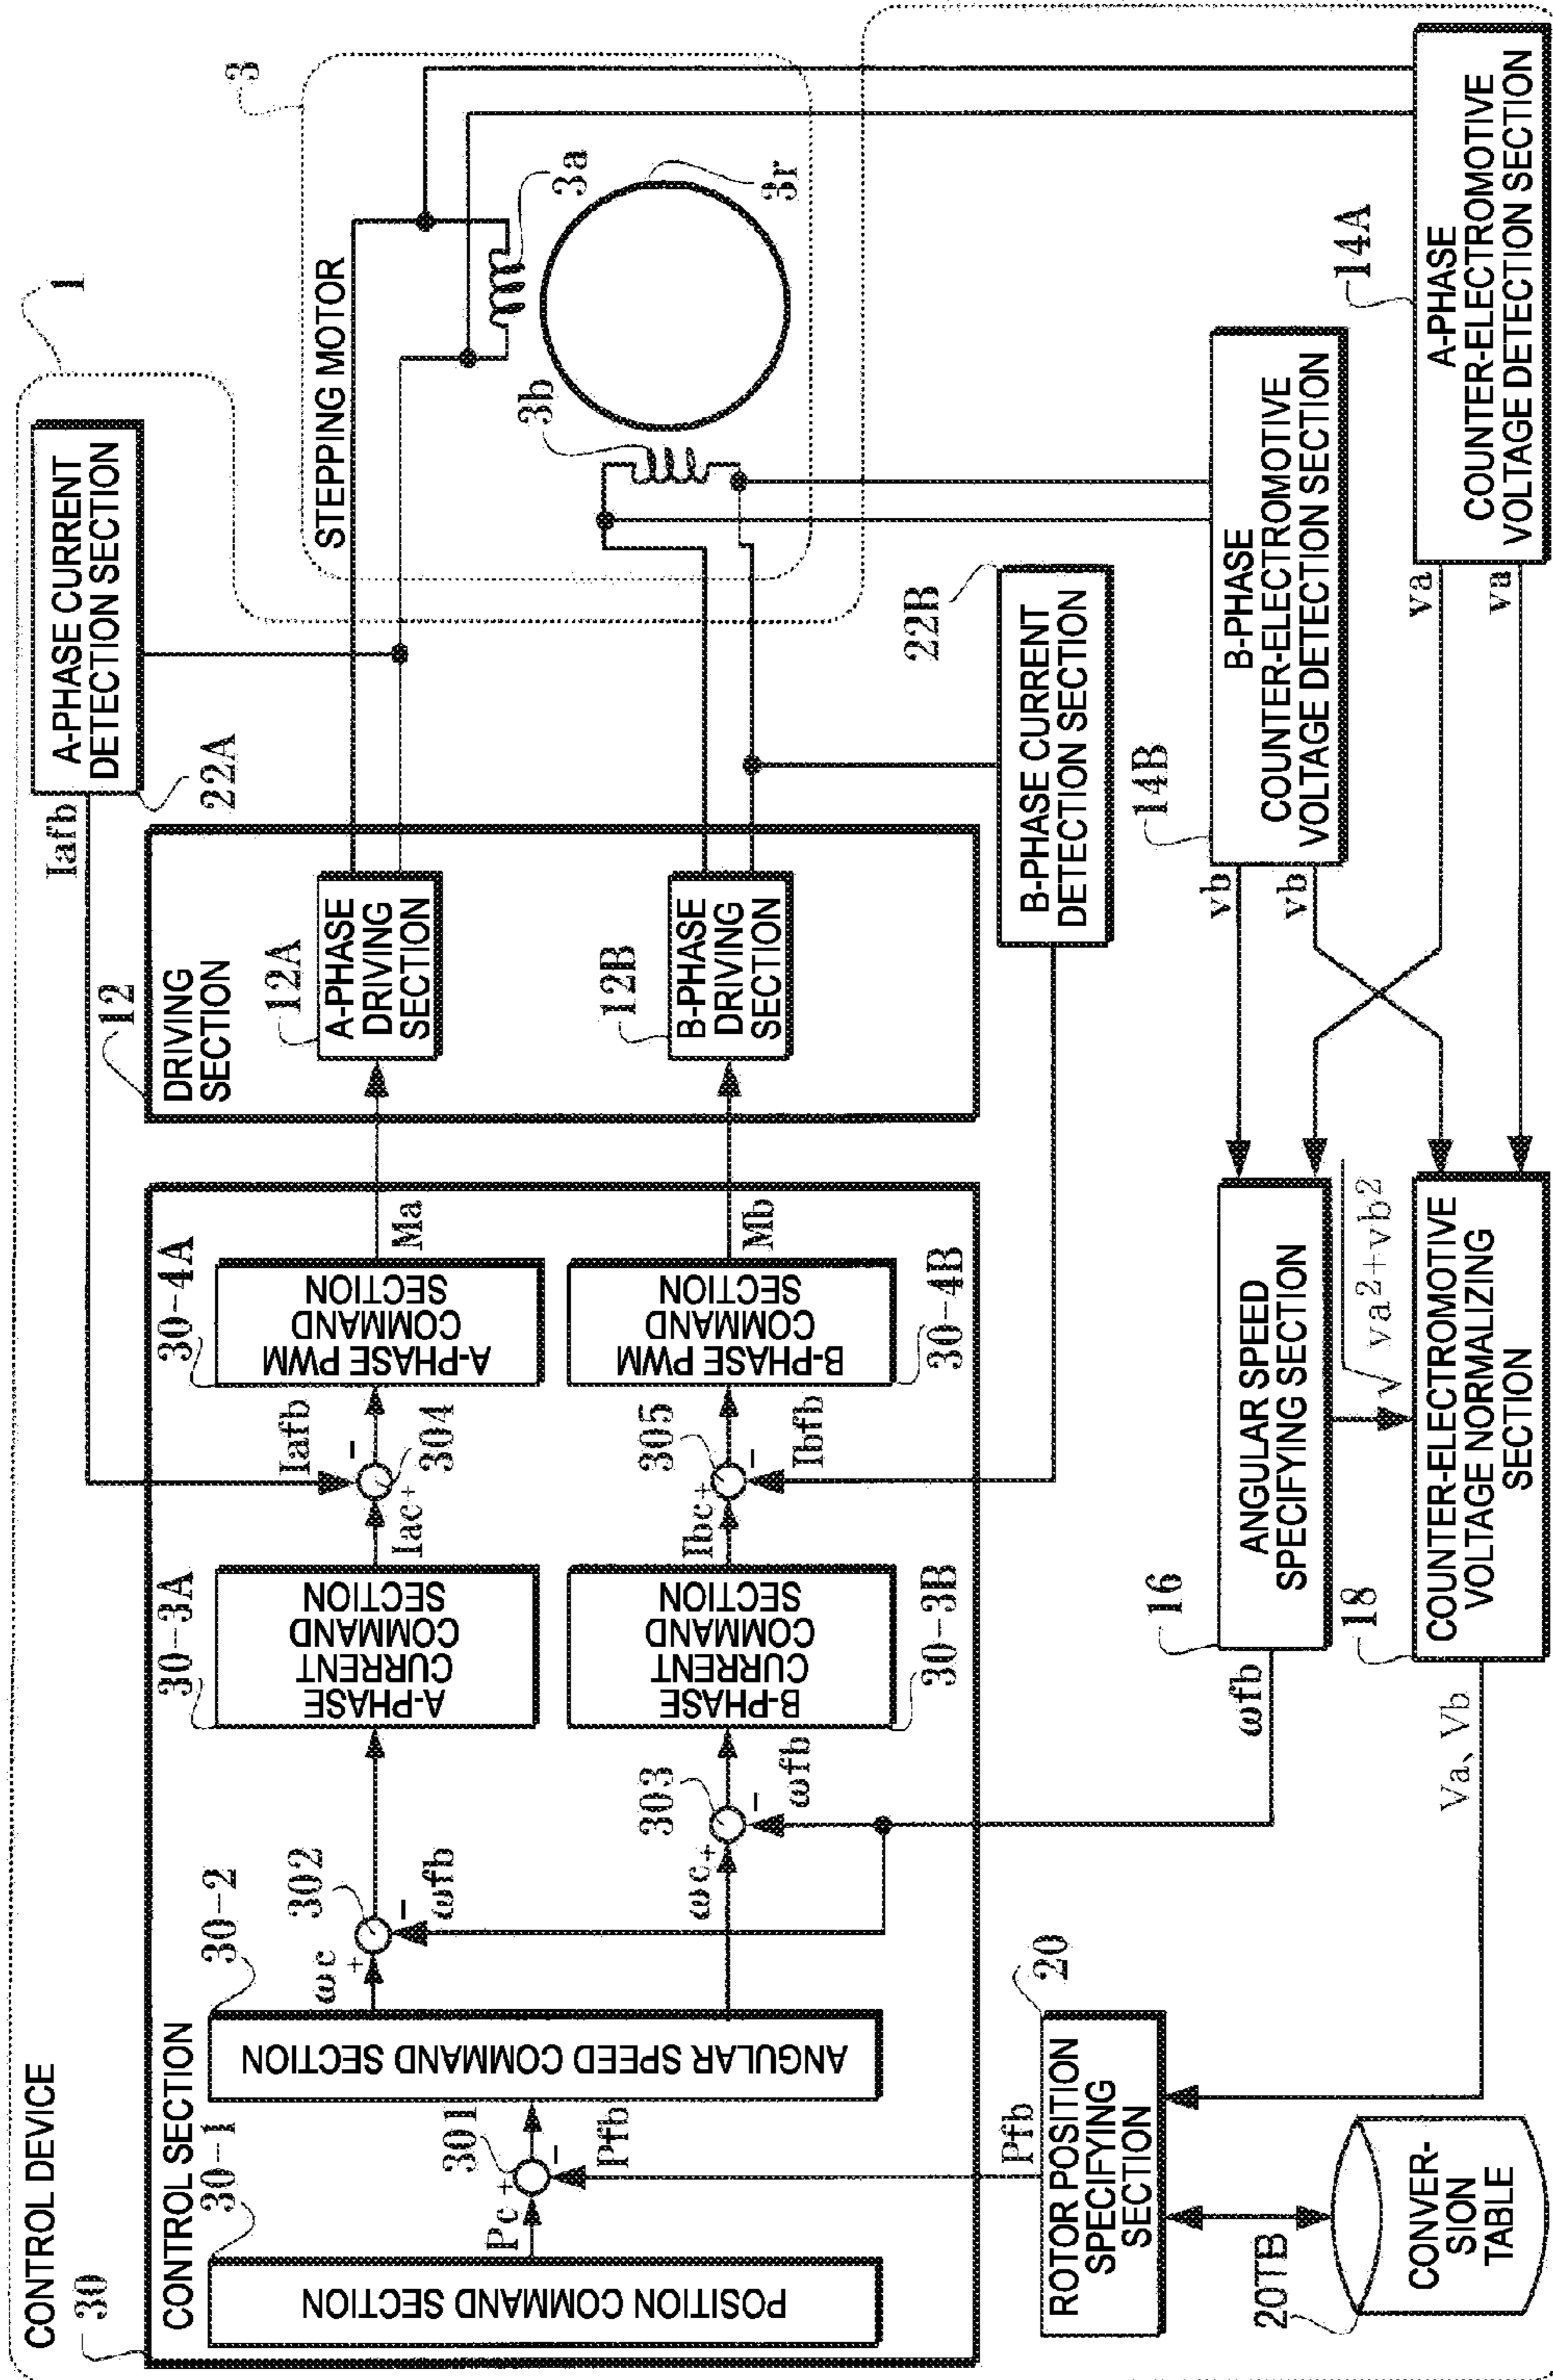 CONTROL DEVICE
1
30
CONTROL SECTION
30-1
POSITION COMMAND SECTION
Pc
+
301
-
Pfb
30-2
ANGULAR SPEED COMMAND SECTION
ωc
+
302
-
ωfb
ωc
+
303
-
ωfb
30-3A
A-PHASE
CURRENT
COMMAND
SECTION
30-3B
B-PHASE
CURRENT
COMMAND
SECTION
Iac
+
Iafb
-
304
Ibc
+
305
-
Ibfb
30-4A
A-PHASE PWM
COMMAND
SECTION
30-4B
B-PHASE PWM
COMMAND
SECTION
Ma
Mb
12
DRIVING
SECTION
12A
A-PHASE
DRIVING
SECTION
12B
B-PHASE
DRIVING
SECTION
Iafb
22A
A-PHASE CURRENT
DETECTION SECTION
3
STEPPING MOTOR
3a
3b
3r
22B
B-PHASE CURRENT
DETECTION SECTION
14B
B-PHASE
COUNTER-ELECTROMOTIVE
VOLTAGE DETECTION SECTION
vb
vb
14A
A-PHASE
COUNTER-ELECTROMOTIVE
VOLTAGE DETECTION SECTION
va
va
16
ANGULAR SPEED
SPECIFYING SECTION
ωfb
√va²+vb²
18
COUNTER-ELECTROMOTIVE
VOLTAGE NORMALIZING
SECTION
Va、Vb
20
ROTOR POSITION
SPECIFYING
SECTION
Pfb
20TB
CONVER-
SION
TABLE